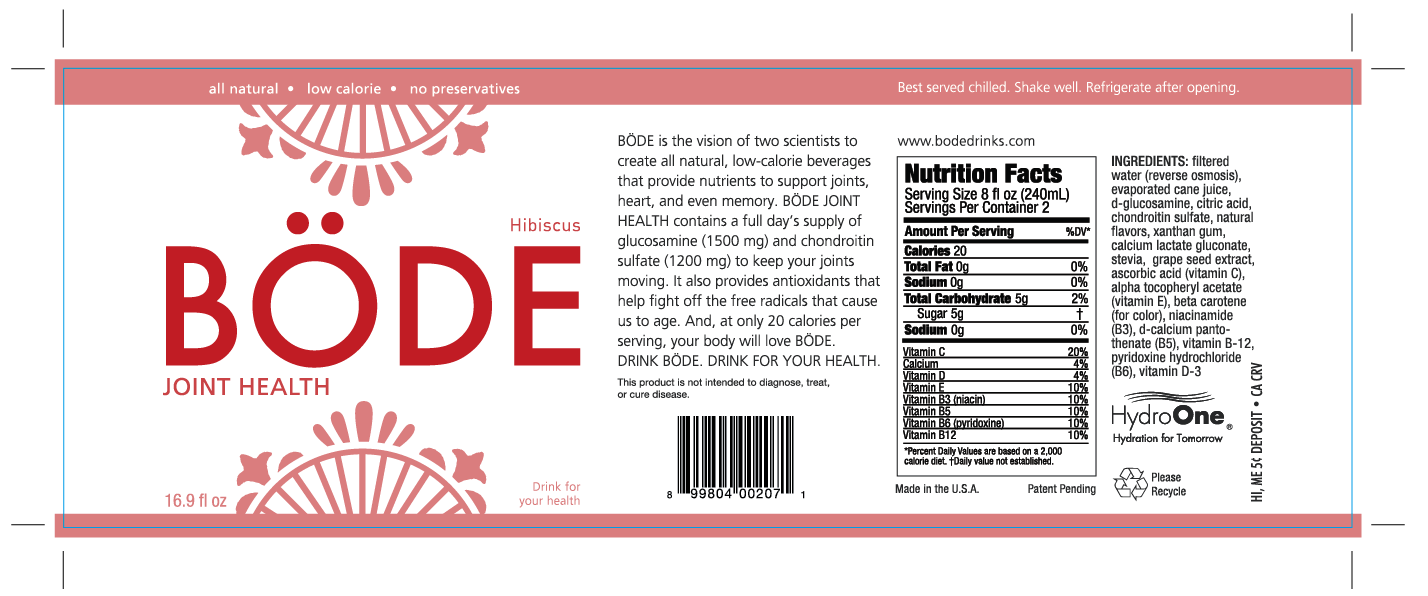 all natural • low calorie • no preservatives
Best served chilled. Shake well. Refrigerate after opening.
Hibiscus
BÖDE
JOINT HEALTH
16.9 fl oz
Drink for
your health
BÖDE is the vision of two scientists to
create all natural, low-calorie beverages
that provide nutrients to support joints,
heart, and even memory. BÖDE JOINT
HEALTH contains a full day's supply of
glucosamine (1500 mg) and chondroitin
sulfate (1200 mg) to keep your joints
moving. It also provides antioxidants that
help fight off the free radicals that cause
us to age. And, at only 20 calories per
serving, your body will love BÖDE.
DRINK BÖDE. DRINK FOR YOUR HEALTH.
This product is not intended to diagnose, treat,
or cure disease.
8 99804 00207 1
www.bodedrinks.com
Nutrition Facts
Serving Size 8 fl oz (240mL)
Servings Per Container 2
Amount Per Serving %DV*
Calories 20
Total Fat 0g 0%
Sodium 0g 0%
Total Carbohydrate 5g 2%
Sugar 5g †
Sodium 0g 0%
Vitamin C 20%
Calcium 4%
Vitamin D 4%
Vitamin E 10%
Vitamin B3 (niacin) 10%
Vitamin B5 10%
Vitamin B6 (pyridoxine) 10%
Vitamin B12 10%
*Percent Daily Values are based on a 2,000
calorie diet. †Daily value not established.
Made in the U.S.A. Patent Pending
INGREDIENTS: filtered
water (reverse osmosis),
evaporated cane juice,
d-glucosamine, citric acid,
chondroitin sulfate, natural
flavors, xanthan gum,
calcium lactate gluconate,
stevia, grape seed extract,
ascorbic acid (vitamin C),
alpha tocopheryl acetate
(vitamin E), beta carotene
(for color), niacinamide
(B3), d-calcium panto-
thenate (B5), vitamin B-12,
pyridoxine hydrochloride
(B6), vitamin D-3
HydroOne®
Hydration for Tomorrow
Please
Recycle
HI, ME 5¢ DEPOSIT • CA CRV